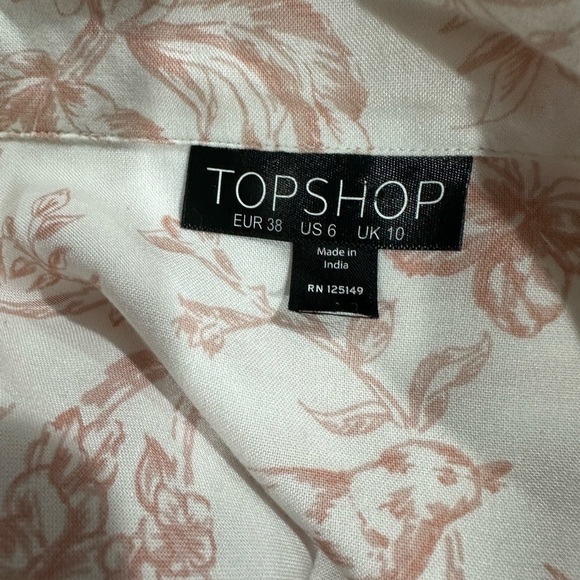 TOPSHOP
EUR 38 US 6 UK 10
Made in
India
RN 125149